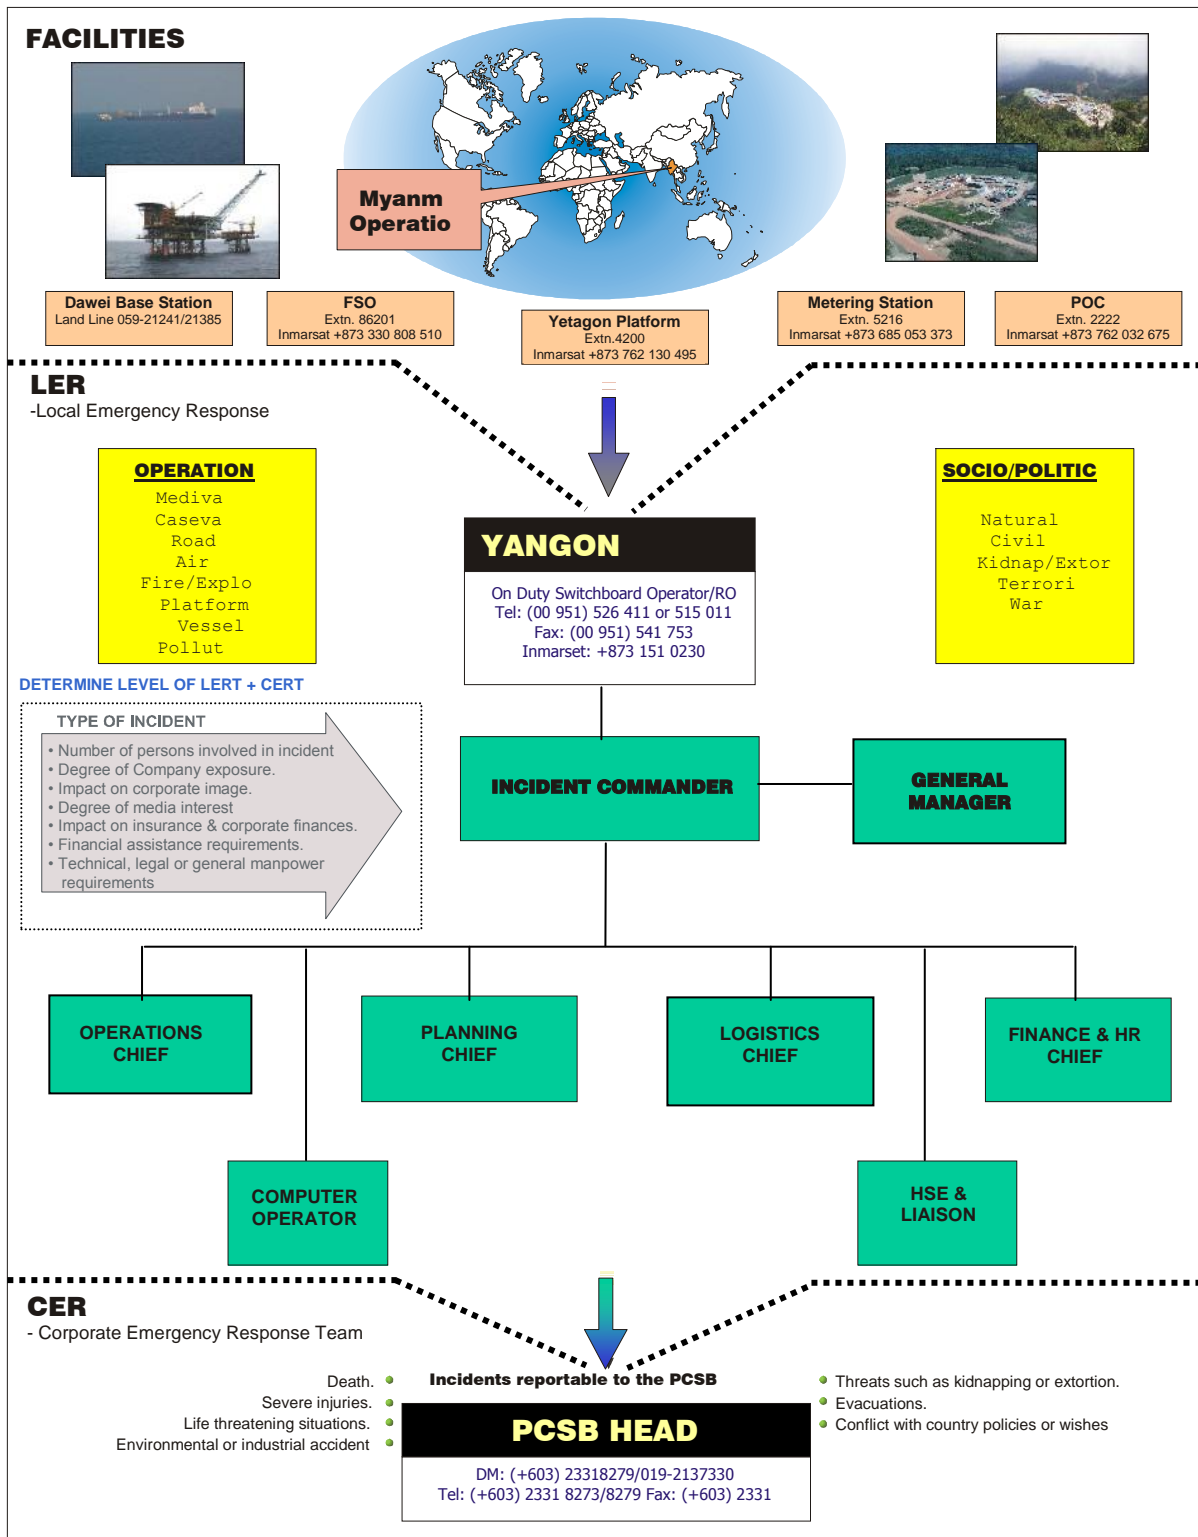 FACILITIES
Myanm
Operatio
Dawei Base Station
Land Line 059-21241/21385
FSO
Extn. 86201
Inmarsat +873 330 808 510
Yetagon Platform
Extn.4200
Inmarsat +873 762 130 495
Metering Station
Extn. 5216
Inmarsat +873 685 053 373
POC
Extn. 2222
Inmarsat +873 762 032 675
LER
-Local Emergency Response
OPERATION
Mediva
Caseva
Road
Air
Fire/Explo
Platform
Vessel
Pollut
SOCIO/POLITIC
Natural
Civil
Kidnap/Extor
Terrori
War
YANGON
On Duty Switchboard Operator/RO
Tel: (00 951) 526 411 or 515 011
Fax: (00 951) 541 753
Inmarset: +873 151 0230
DETERMINE LEVEL OF LERT + CERT
TYPE OF INCIDENT
• Number of persons involved in incident
• Degree of Company exposure.
• Impact on corporate image.
• Degree of media interest
• Impact on insurance & corporate finances.
• Financial assistance requirements.
• Technical, legal or general manpower
requirements
INCIDENT COMMANDER
GENERAL
MANAGER
OPERATIONS
CHIEF
PLANNING
CHIEF
LOGISTICS
CHIEF
FINANCE & HR
CHIEF
COMPUTER
OPERATOR
HSE &
LIAISON
CER
- Corporate Emergency Response Team
Death.
Severe injuries.
Life threatening situations.
Environmental or industrial accident
Incidents reportable to the PCSB
Threats such as kidnapping or extortion.
Evacuations.
Conflict with country policies or wishes
PCSB HEAD
DM: (+603) 23318279/019-2137330
Tel: (+603) 2331 8273/8279 Fax: (+603) 2331